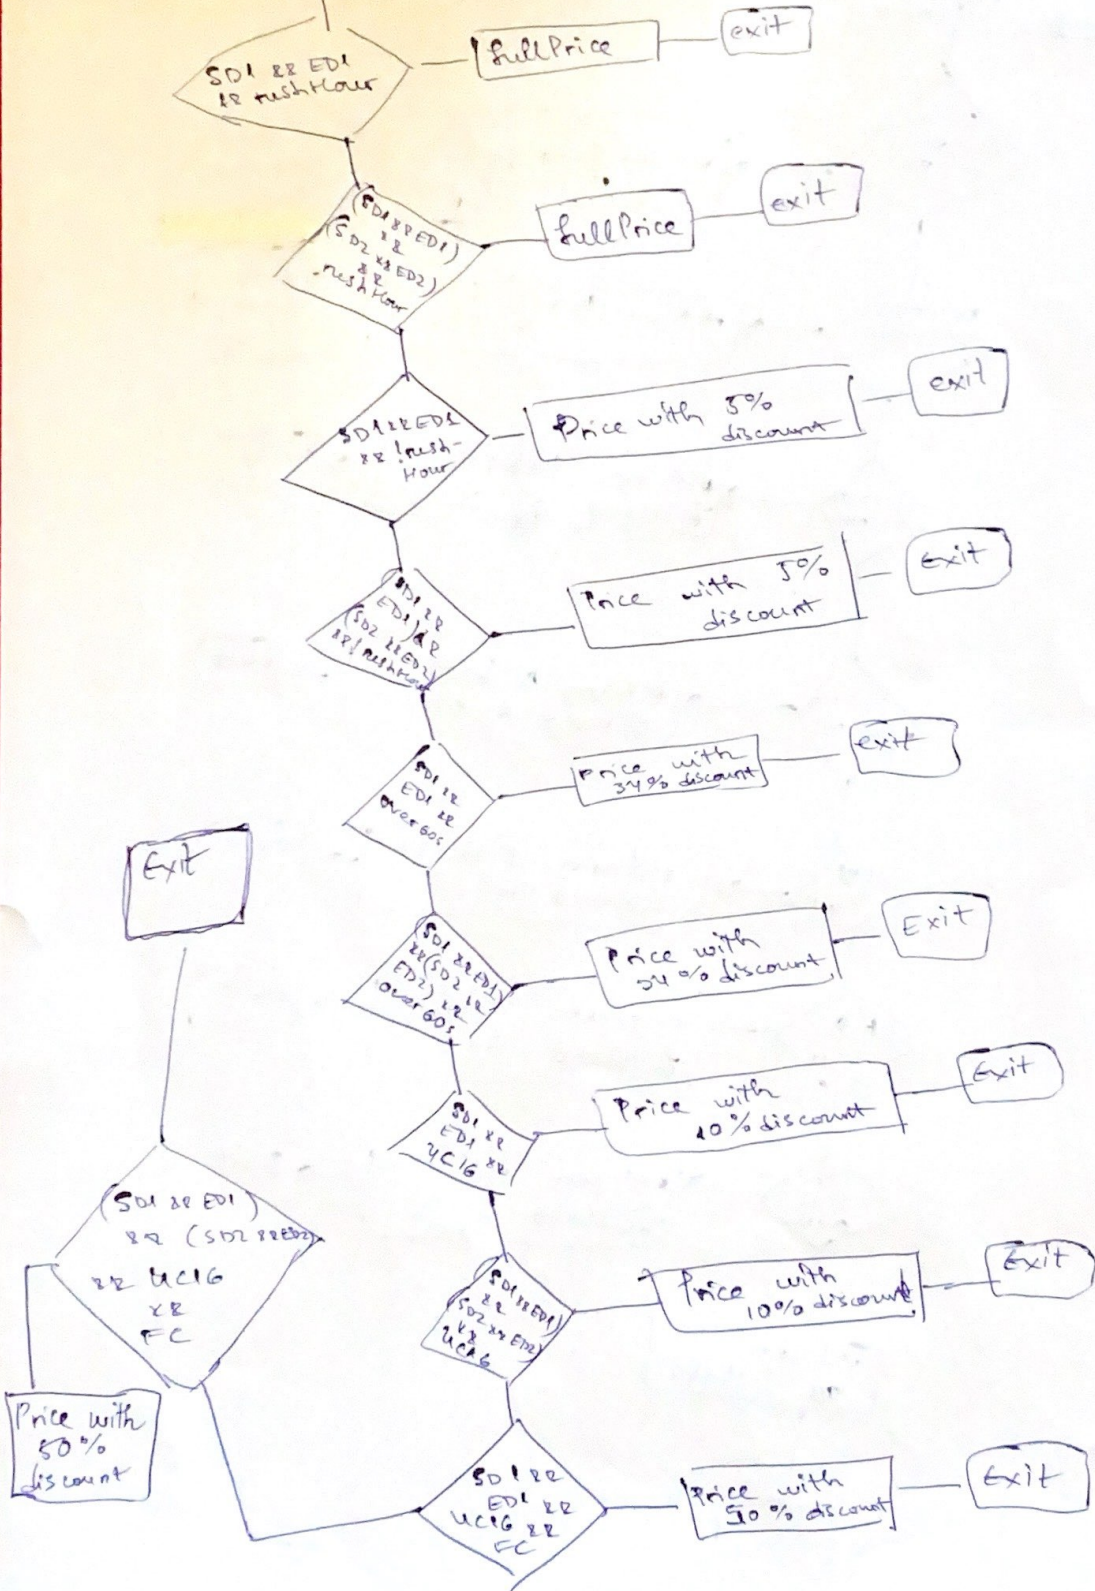 SD1 && ED1
&& rushHour
fullPrice
exit
(SD1 && ED1)
&&
(SD2 && ED2)
&&
rushHour
fullPrice
exit
SD1 && ED1
&& !rush-
Hour
Price with 5%
discount
exit
(SD1 &&
ED1) &&
(SD2 && ED2)
&& !rushHour
Price with 5%
discount
Exit
SD1 &&
ED1 &&
over60s
Price with
34% discount
exit
(SD1 && ED1)
&& (SD2 &&
ED2) &&
over60s
Price with
34% discount
Exit
SD1 &&
ED1 &&
UC16
Price with
10% discount
Exit
(SD1 && ED1)
&&
(SD2 && ED2)
&&
UC16
Price with
10% discount
Exit
SD1 &&
ED1 &&
UC16 &&
FC
Price with
50% discount
Exit
(SD1 && ED1)
&& (SD2 && ED2)
&& UC16
&&
FC
Price with
50%
discount
Exit